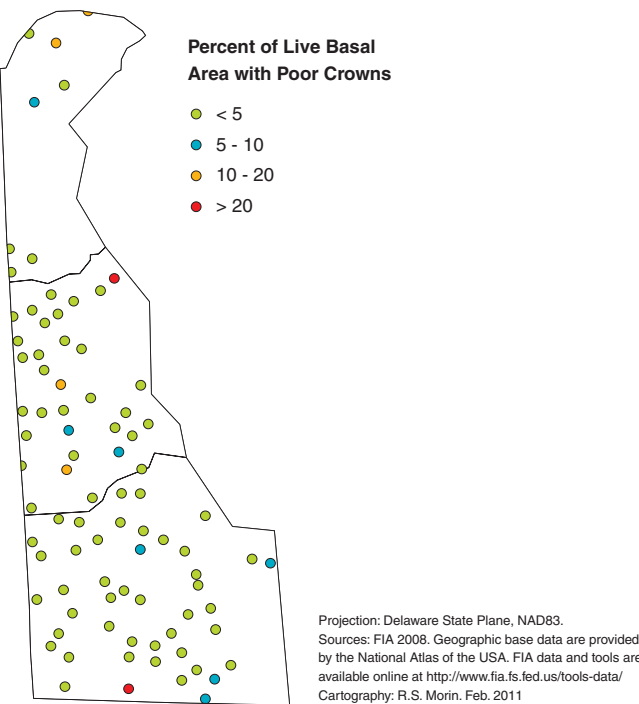 Percent of Live Basal
Area with Poor Crowns
< 5
5 - 10
10 - 20
> 20
Projection: Delaware State Plane, NAD83.
Sources: FIA 2008. Geographic base data are provided
by the National Atlas of the USA. FIA data and tools are
available online at http://www.fia.fs.fed.us/tools-data/
Cartography: R.S. Morin. Feb. 2011